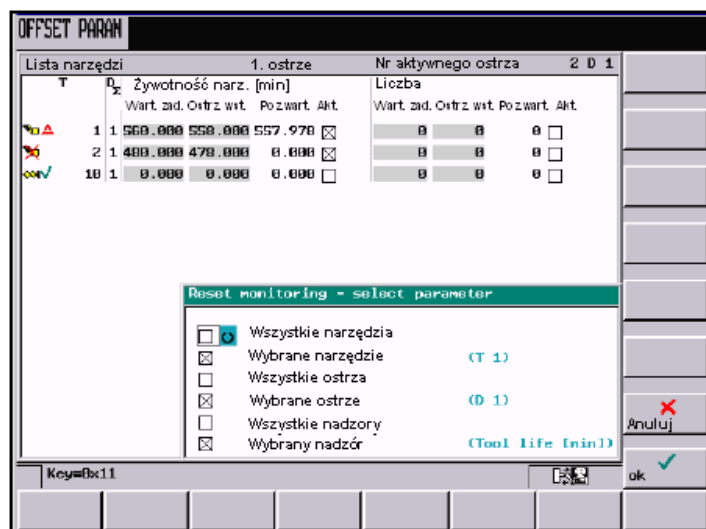 OFFSET PARAM
Lista narzędzi 1. ostrze Nr aktywnego ostrza 2 D 1
T D∑ Żywotność narz. [min] Liczba
Wart. zad. Ostrz. wst. Poz wart. Akt. Wart. zad. Ostrz. wst. Poz wart. Akt.
1 1 560.000 550.000 557.978 0 0 0
2 1 480.000 470.000 0.000 0 0 0
10 1 0.000 0.000 0.000 0 0 0
Reset monitoring - select parameter
Wszystkie narzędzia
Wybrane narzędzie (T 1)
Wszystkie ostrza
Wybrane ostrze (D 1)
Wszystkie nadzory
Wybrany nadzór (Tool life [min])
Anuluj
Key=0x11
ok